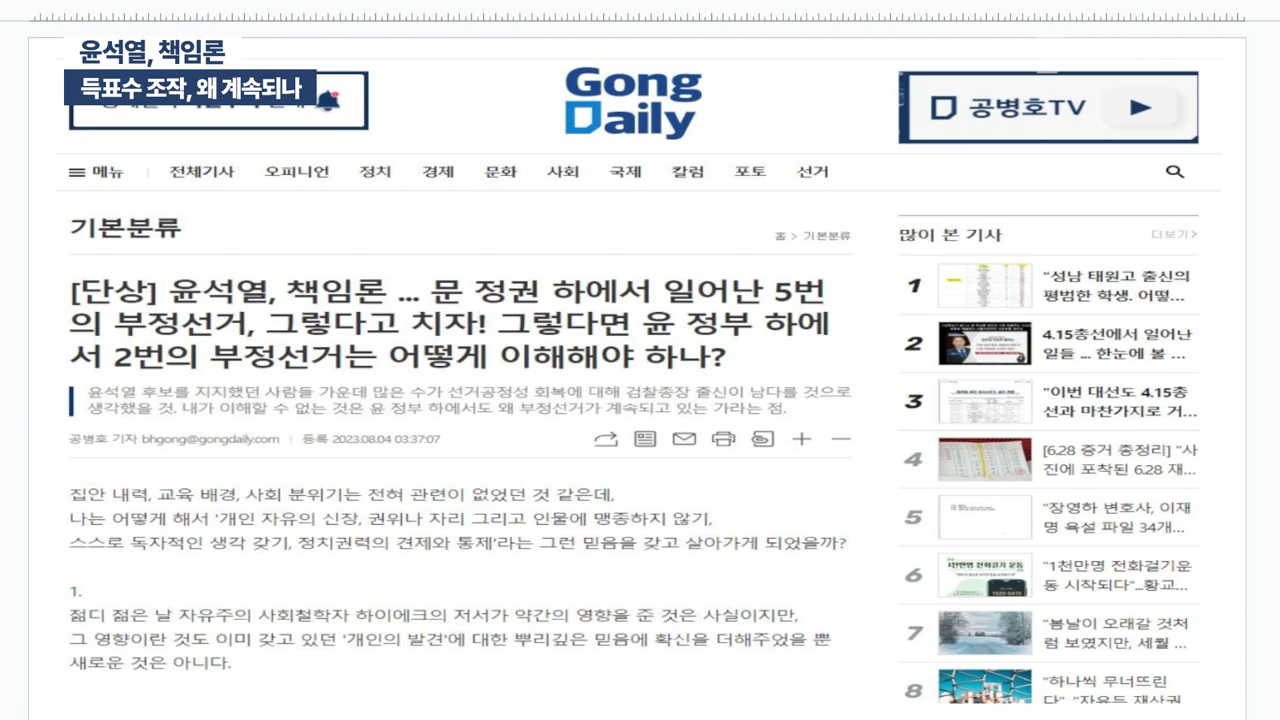 윤석열, 책임론
득표수 조작, 왜 계속되나
Gong
Daily
공병호TV
메뉴
전체기사
오피니언
정치
경제
문화
사회
국제
칼럼
포토
선거
기본분류
홈 > 기본분류
[단상] 윤석열, 책임론 ... 문 정권 하에서 일어난 5번
의 부정선거, 그렇다고 치자! 그렇다면 윤 정부 하에
서 2번의 부정선거는 어떻게 이해해야 하나?
윤석열 후보를 지지했던 사람들 가운데 많은 수가 선거공정성 회복에 대해 검찰총장 출신이 남다를 것으로
생각했을 것. 내가 이해할 수 없는 것은 윤 정부 하에서도 왜 부정선거가 계속되고 있는 가라는 점.
공병호 기자 bhgong@gongdaily.com
등록 2023.08.04 03:37:07
집안 내력, 교육 배경, 사회 분위기는 전혀 관련이 없었던 것 같은데,
나는 어떻게 해서 '개인 자유의 신장, 권위나 자리 그리고 인물에 맹종하지 않기,
스스로 독자적인 생각 갖기, 정치권력의 견제와 통제'라는 그런 믿음을 갖고 살아가게 되었을까?
1.
젊디 젊은 날 자유주의 사회철학자 하이에크의 저서가 약간의 영향을 준 것은 사실이지만,
그 영향이란 것도 이미 갖고 있던 '개인의 발견'에 대한 뿌리깊은 믿음에 확신을 더해주었을 뿐
새로운 것은 아니다.
많이 본 기사
더보기>
1
"성남 태원고 출신의
평범한 학생. 어떻...
2
4.15총선에서 일어난
일들 ... 한눈에 볼 ...
3
"이번 대선도 4.15총
선과 마찬가지로 거...
4
[6.28 증거 총정리] "사
진에 포착된 6.28 재...
5
"장영하 변호사, 이재
명 욕설 파일 34개...
6
1천만명 전화걸기 운동
"1천만명 전화걸기운
동 시작되다"...황교...
7
"봄날이 오래갈 것처
럼 보였지만, 세월 ...
8
"하나씩 무너뜨린
다" "자유든 재산권